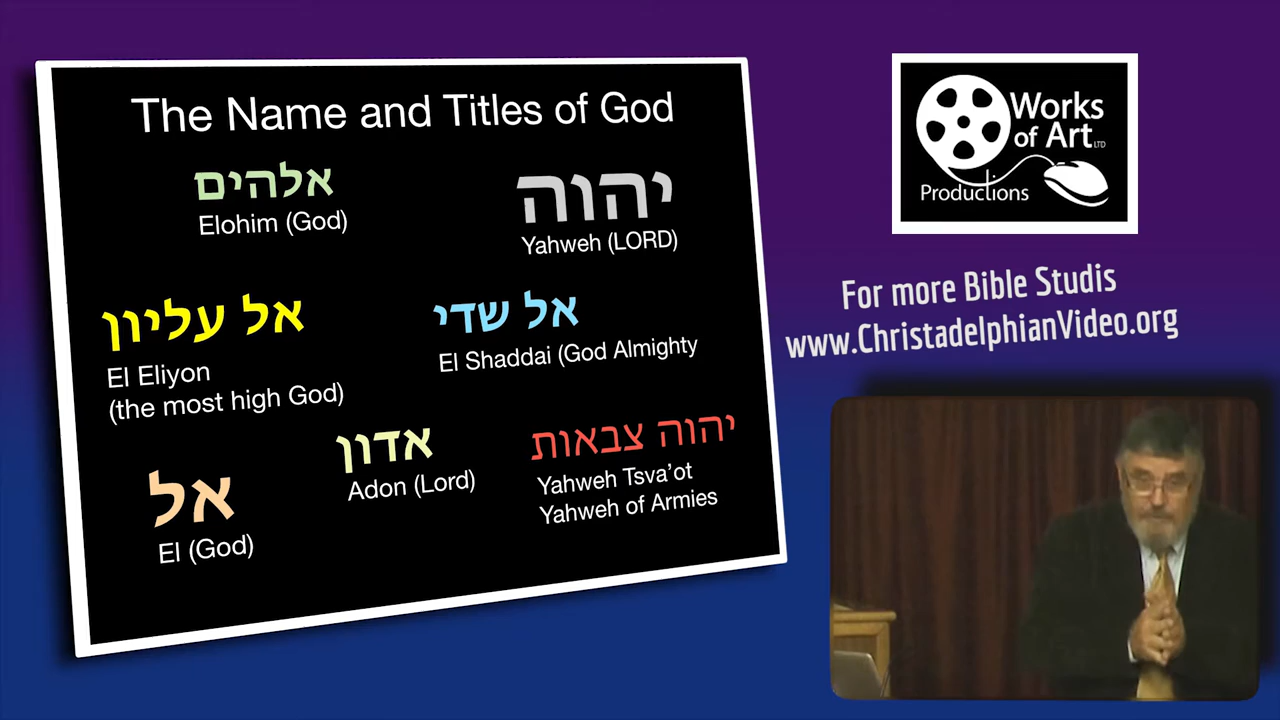 The Name and Titles of God
אלהים
Elohim (God)
יהוה
Yahweh (LORD)
אל עליון
El Eliyon
(the most high God)
אל שדי
El Shaddai (God Almighty
אל
El (God)
אדון
Adon (Lord)
יהוה צבאות
Yahweh Tsva’ot
Yahweh of Armies
Works
of Art LTD
Productions
For more Bible Studis
www.ChristadelphianVideo.org